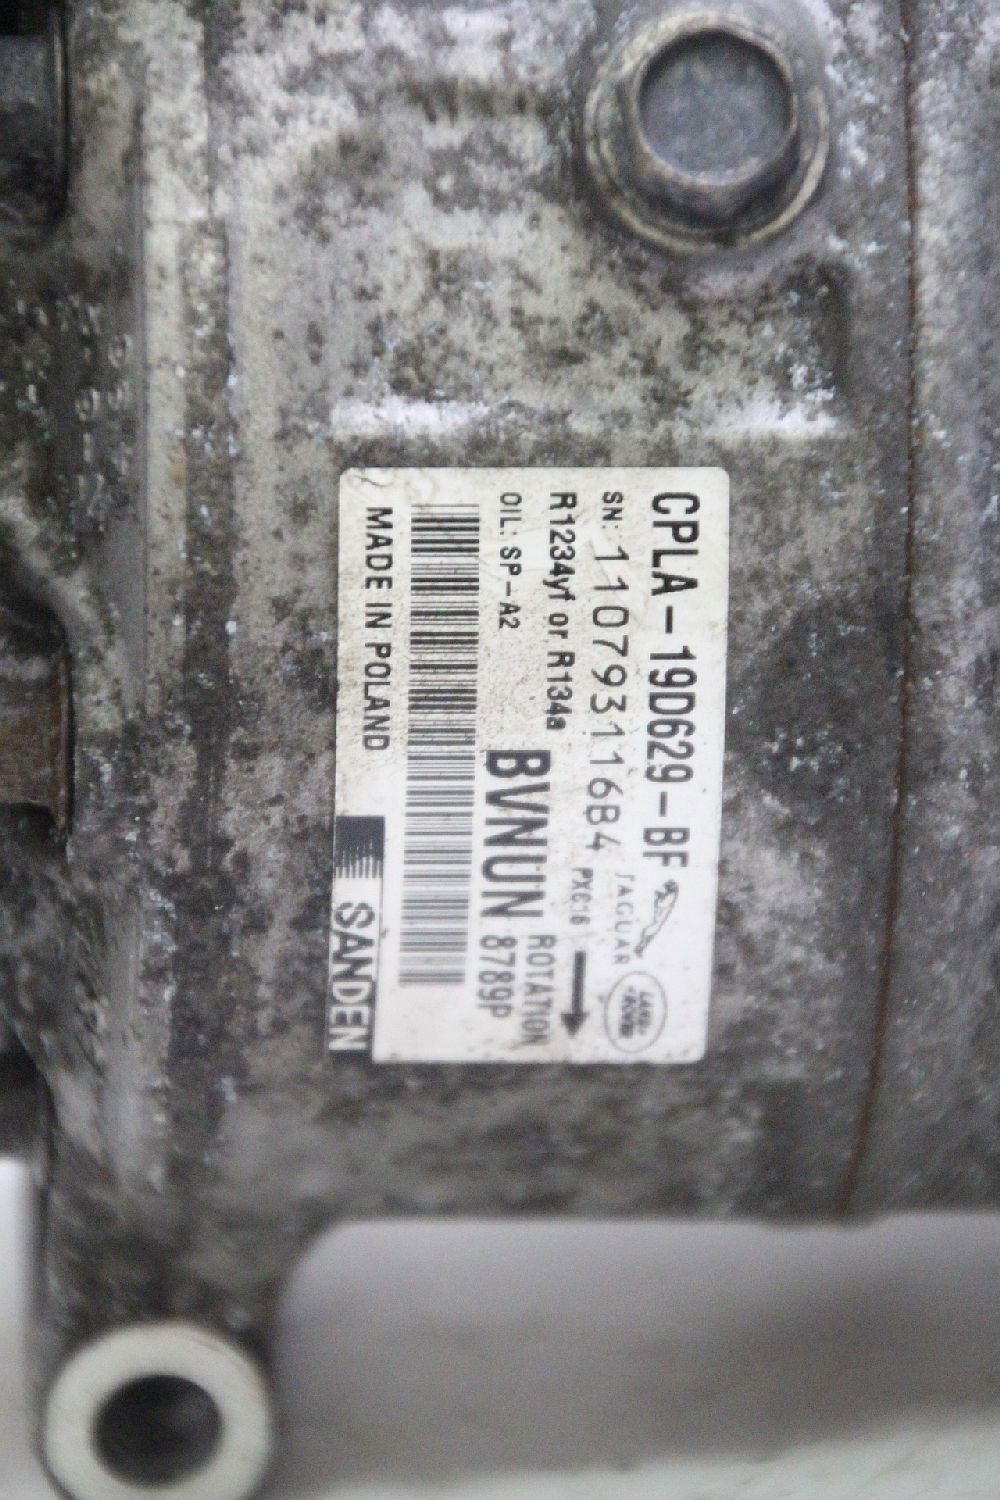 CPLA-19D629-BF
SN: 110793116B4
JAGUAR
LAND-
ROVER
R1234yf or R134a
PXC16
OIL: SP-A2
BVNUN
ROTATION
8789P
MADE IN POLAND
SANDEN